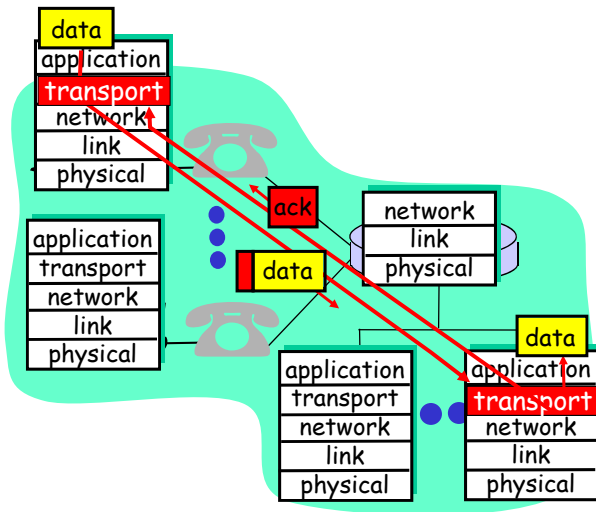 data
application
transport
network
link
physical
ack
network
link
physical
application
transport
network
link
physical
data
data
application
transport
network
link
physical
application
transport
network
link
physical